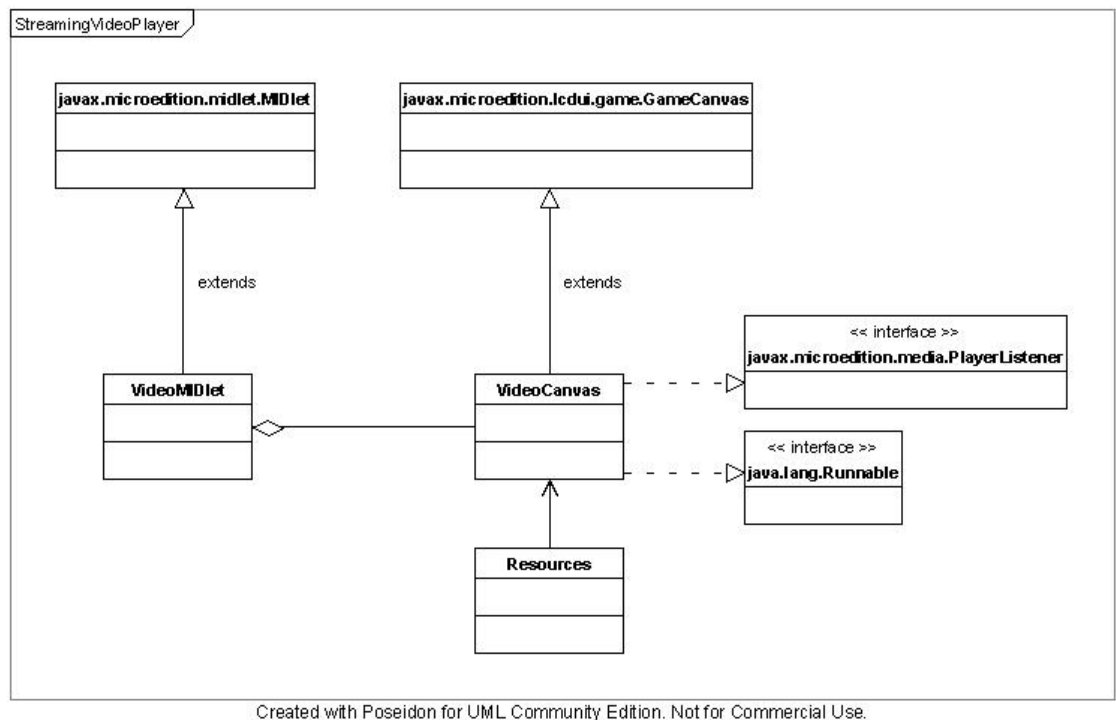 StreamingVideoPlayer
javax.microedition.midlet.MIDlet
javax.microedition.lcdui.game.GameCanvas
extends
extends
<< interface >>
javax.microedition.media.PlayerListener
VideoMIDlet
VideoCanvas
<< interface >>
java.lang.Runnable
Resources
Created with Poseidon for UML Community Edition. Not for Commercial Use.